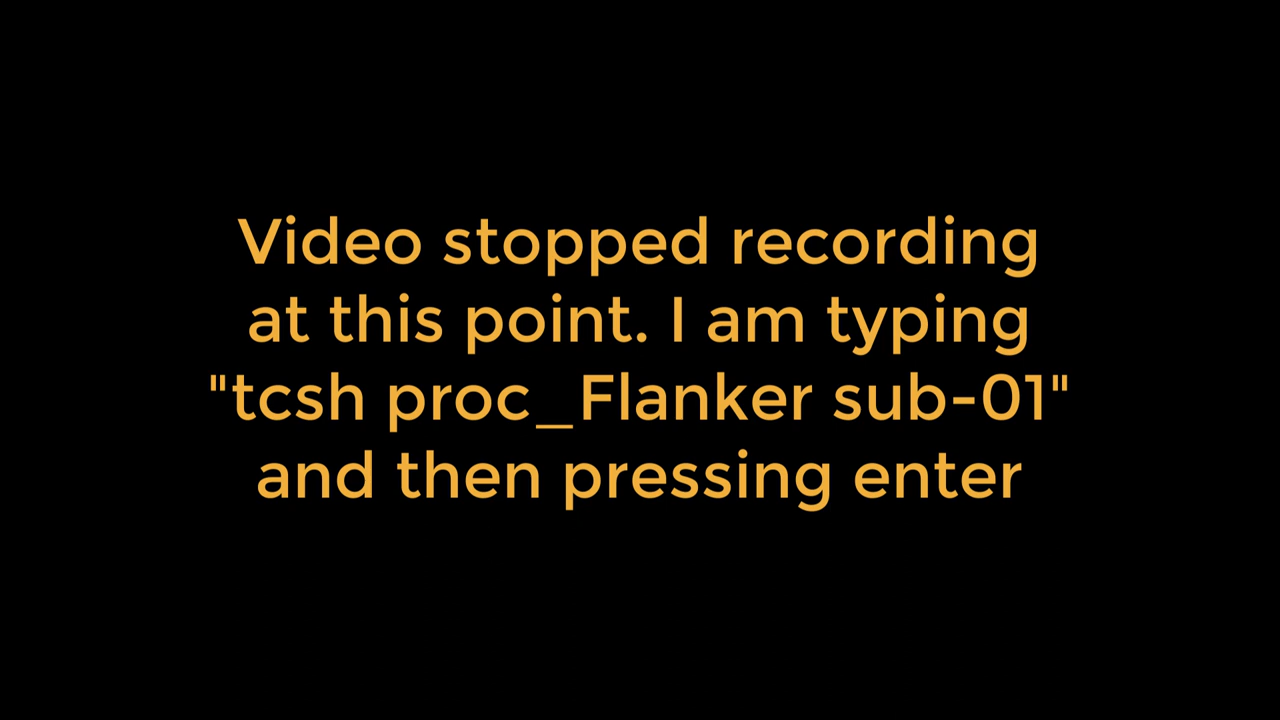 Video stopped recording
at this point. I am typing
"tcsh proc_Flanker sub-01"
and then pressing enter